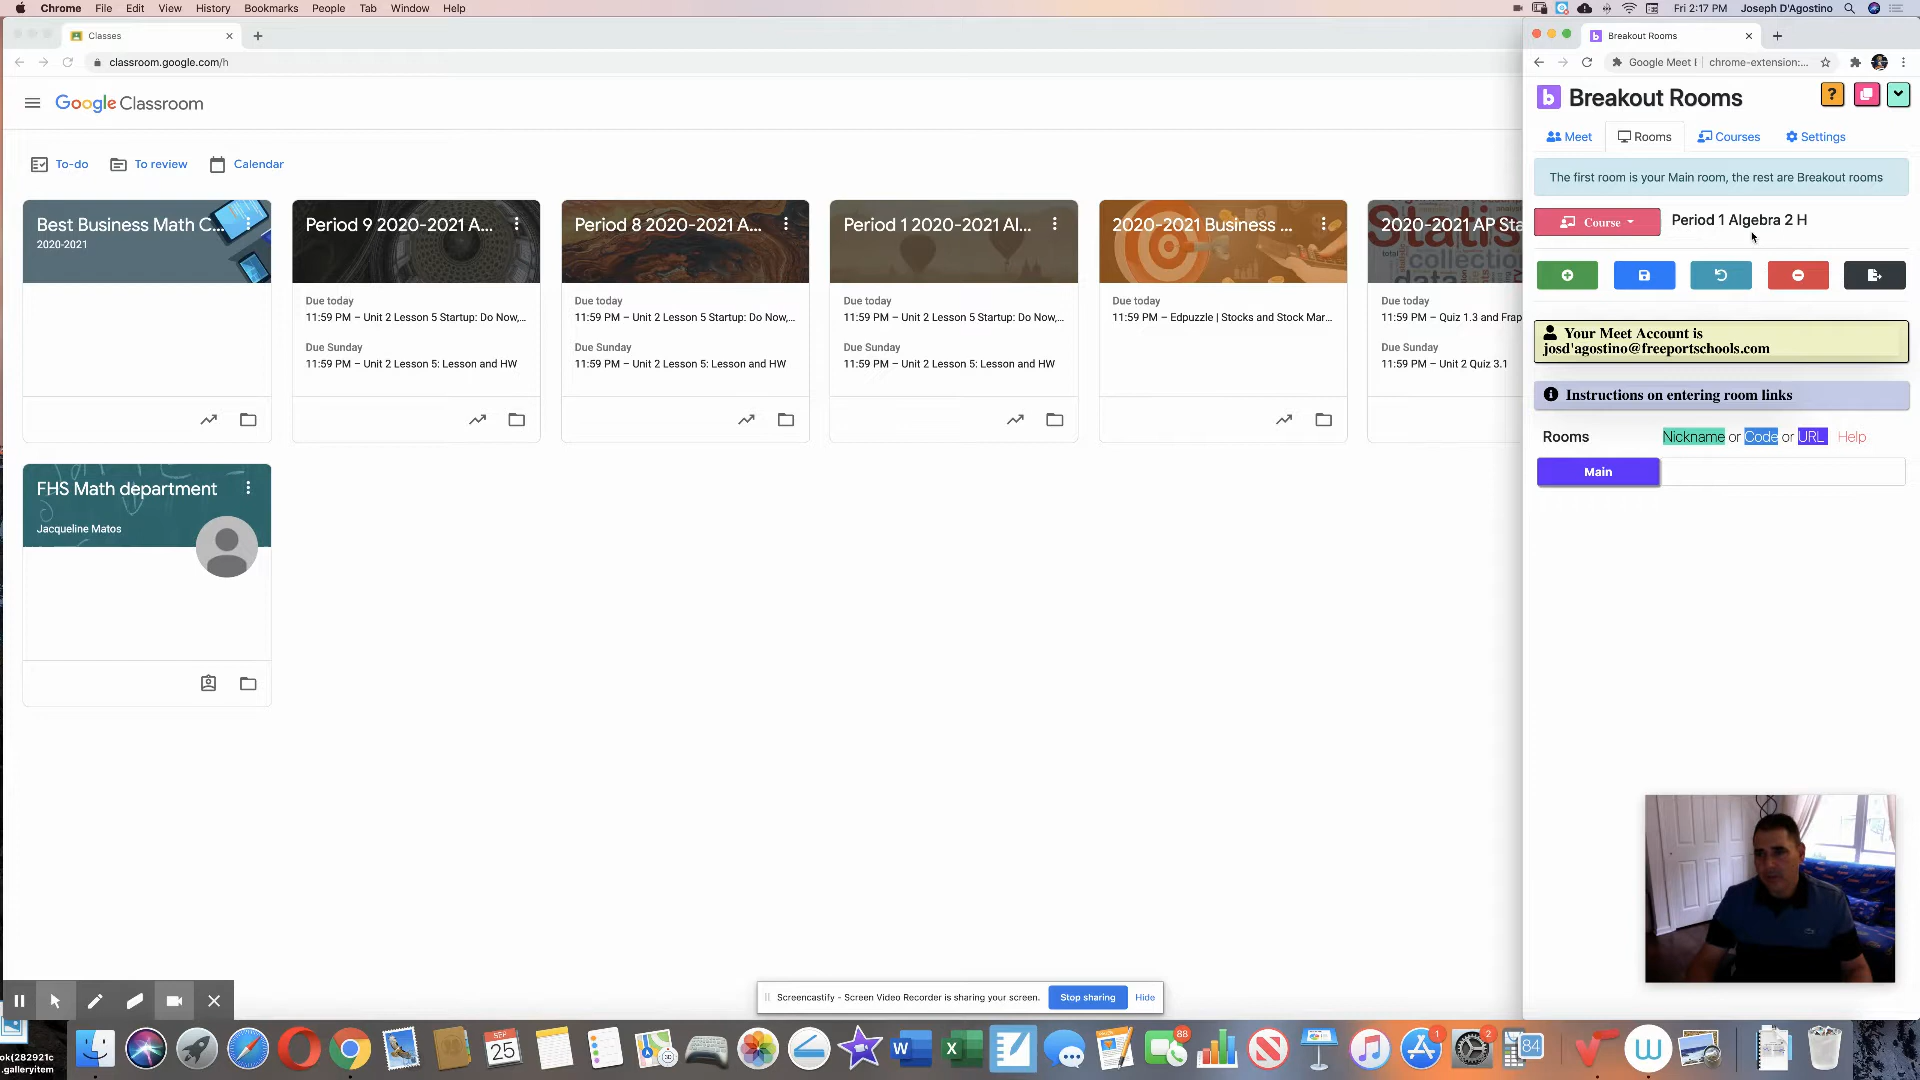 Chrome File Edit View History Bookmarks People Tab Window Help
Fri 2:17 PM Joseph D'Agostino
Classes
classroom.google.com/h
Google Classroom
To-do To review Calendar
Best Business Math C...
2020-2021
Period 9 2020-2021 A...
Due today
11:59 PM – Unit 2 Lesson 5 Startup: Do Now,...
Due Sunday
11:59 PM – Unit 2 Lesson 5: Lesson and HW
Period 8 2020-2021 A...
Due today
11:59 PM – Unit 2 Lesson 5 Startup: Do Now,...
Due Sunday
11:59 PM – Unit 2 Lesson 5: Lesson and HW
Period 1 2020-2021 Al...
Due today
11:59 PM – Unit 2 Lesson 5 Startup: Do Now,...
Due Sunday
11:59 PM – Unit 2 Lesson 5: Lesson and HW
2020-2021 Business ...
Due today
11:59 PM – Edpuzzle | Stocks and Stock Mar...
2020-2021 AP Sta
Due today
11:59 PM – Quiz 1.3 and Frap
Due Sunday
11:59 PM – Unit 2 Quiz 3.1
FHS Math department
Jacqueline Matos
Breakout Rooms
Google Meet chrome-extension:...
b Breakout Rooms
?
Meet Rooms Courses Settings
The first room is your Main room, the rest are Breakout rooms
Course Period 1 Algebra 2 H
Your Meet Account is
josd'agostino@freeportschools.com
Instructions on entering room links
Rooms Nickname or Code or URL Help
Main
Screencastify - Screen Video Recorder is sharing your screen. Stop sharing Hide
ok(282921c
.galleryitem
SEP
25
W
X
88
1
2
84
W